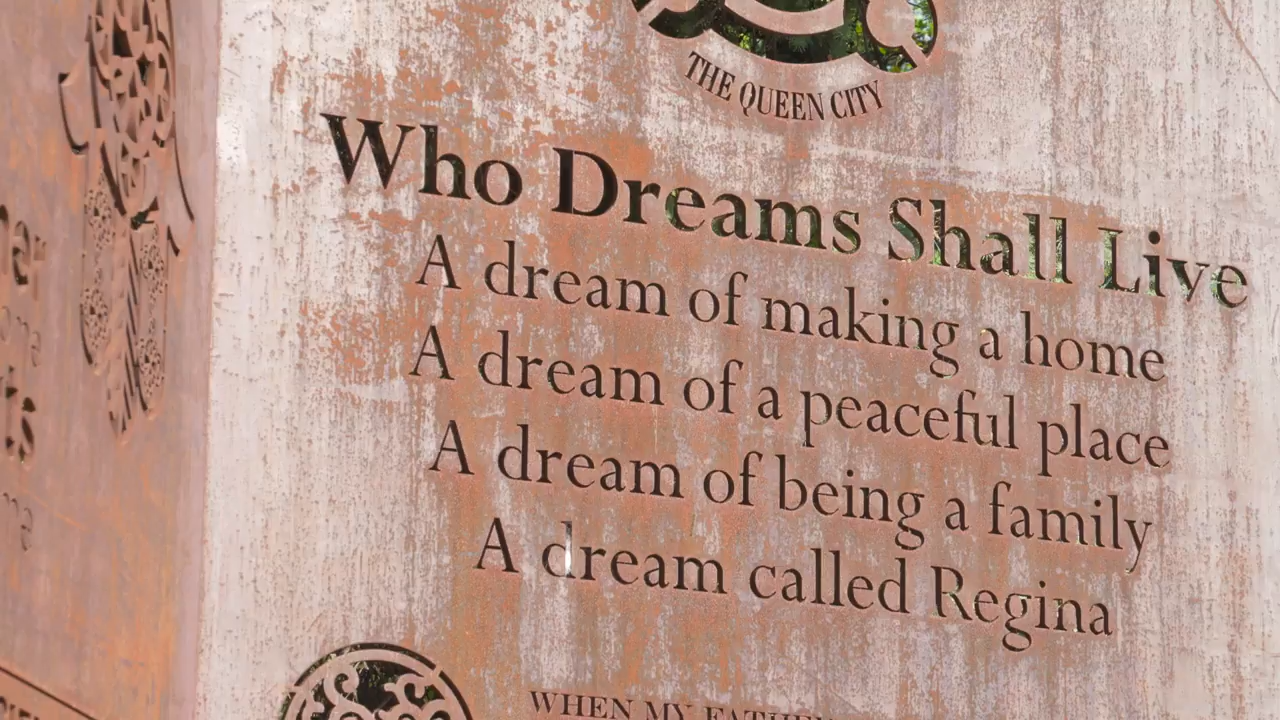 THE QUEEN CITY
Who Dreams Shall Live
A dream of making a home
A dream of a peaceful place
A dream of being a family
A dream called Regina
WHEN MY FATHER